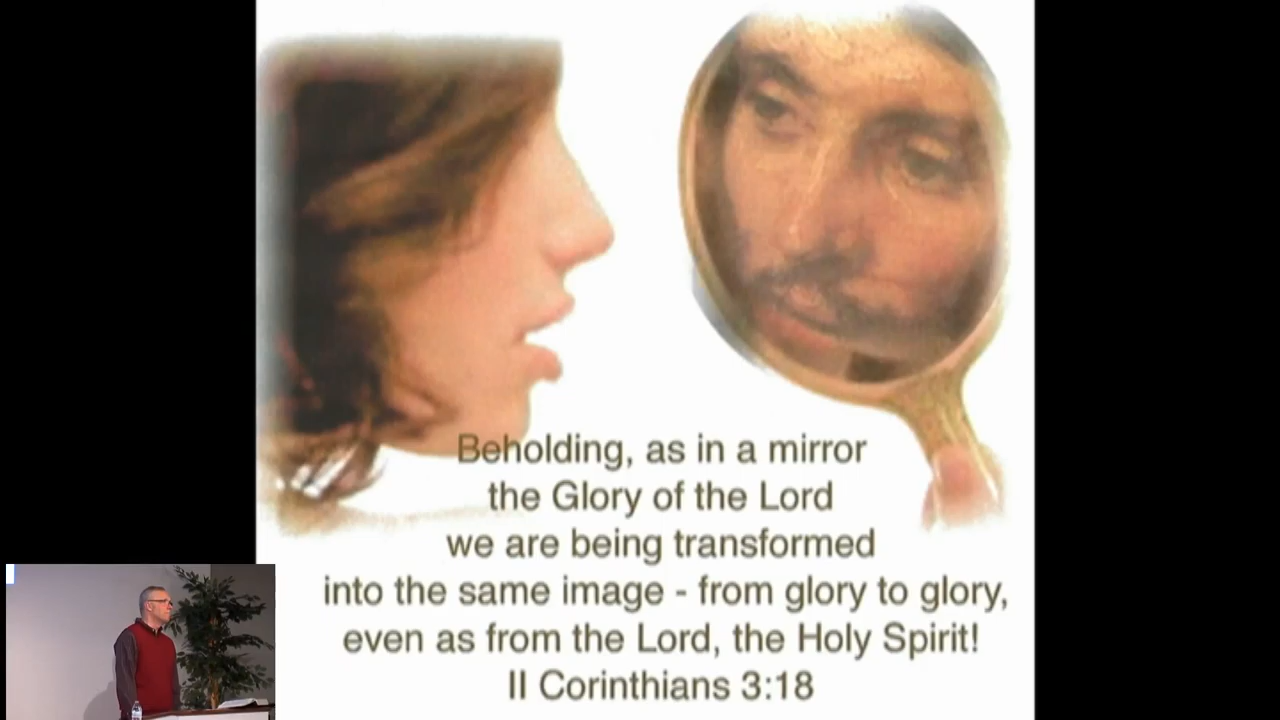 Beholding, as in a mirror
the Glory of the Lord
we are being transformed
into the same image - from glory to glory,
even as from the Lord, the Holy Spirit!
II Corinthians 3:18